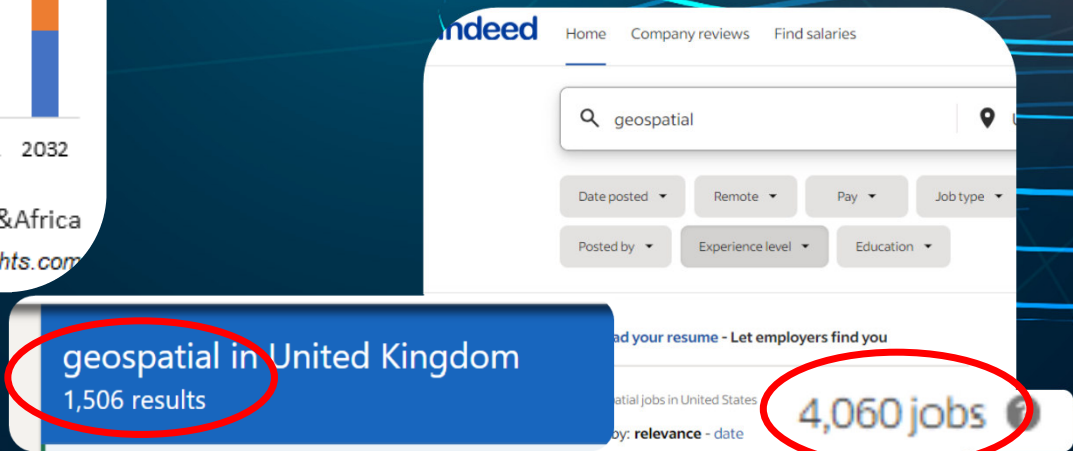 2032
&Africa
hts.com
indeed
Home Company reviews Find salaries
geospatial
Date posted Remote Pay Job type
Posted by Experience level Education
ad your resume - Let employers find you
atial jobs in United States
by: relevance - date
4,060 jobs ?
geospatial in United Kingdom
1,506 results